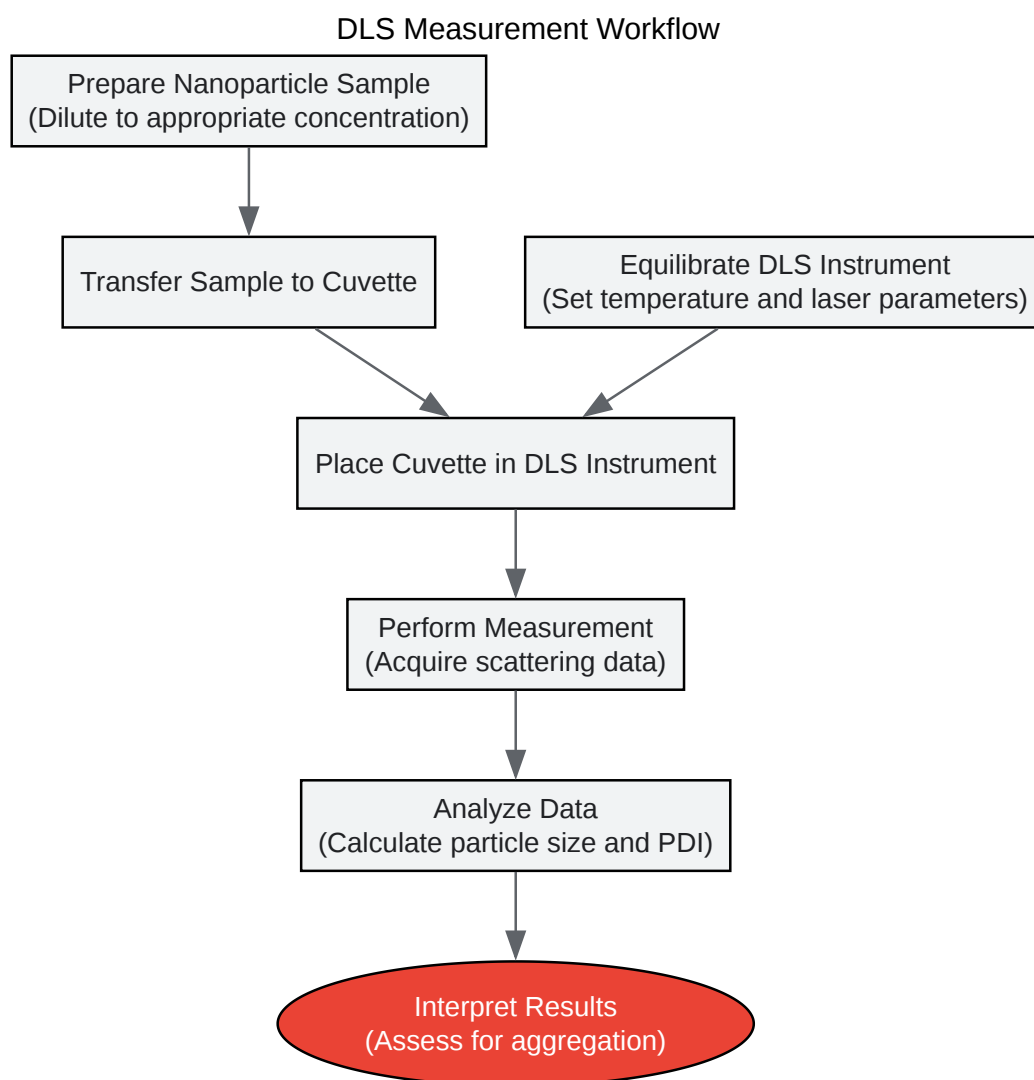 DLS Measurement Workflow
Prepare Nanoparticle Sample
(Dilute to appropriate concentration)
Transfer Sample to Cuvette
Equilibrate DLS Instrument
(Set temperature and laser parameters)
Place Cuvette in DLS Instrument
Perform Measurement
(Acquire scattering data)
Analyze Data
(Calculate particle size and PDI)
Interpret Results
(Assess for aggregation)